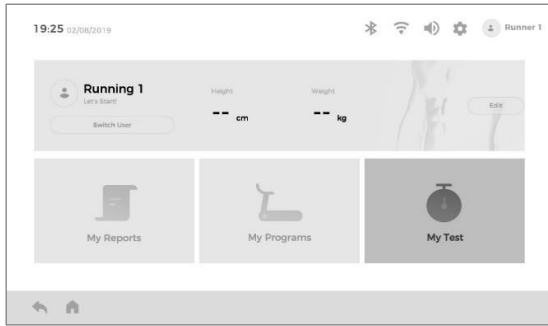 19:25 02/08/2019
Runner 1
Running 1
Let's Start!
Switch User
Height
-- cm
Weight
-- kg
Edit
My Reports
My Programs
My Test